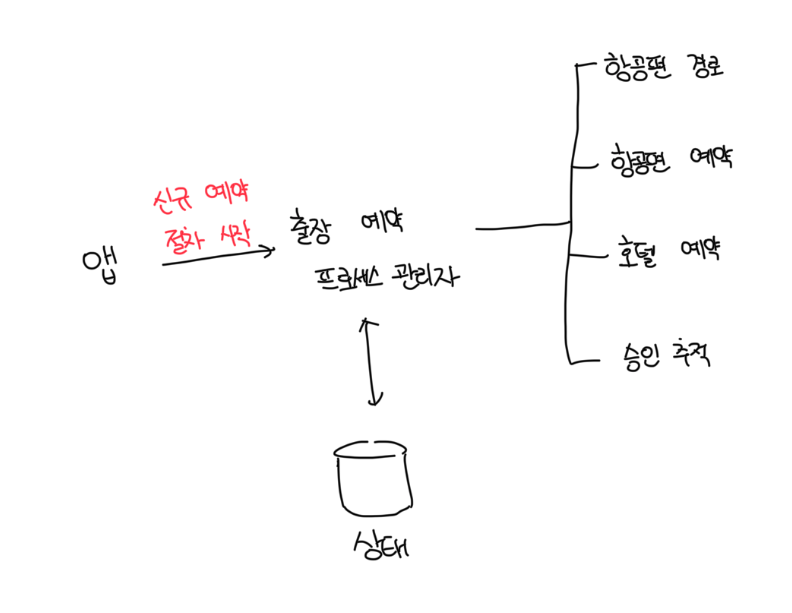 앱
신규 예약
절차 시작
출장 예약
프로세스 관리자
상태
항공편 경로
항공편 예약
호텔 예약
승인 추적